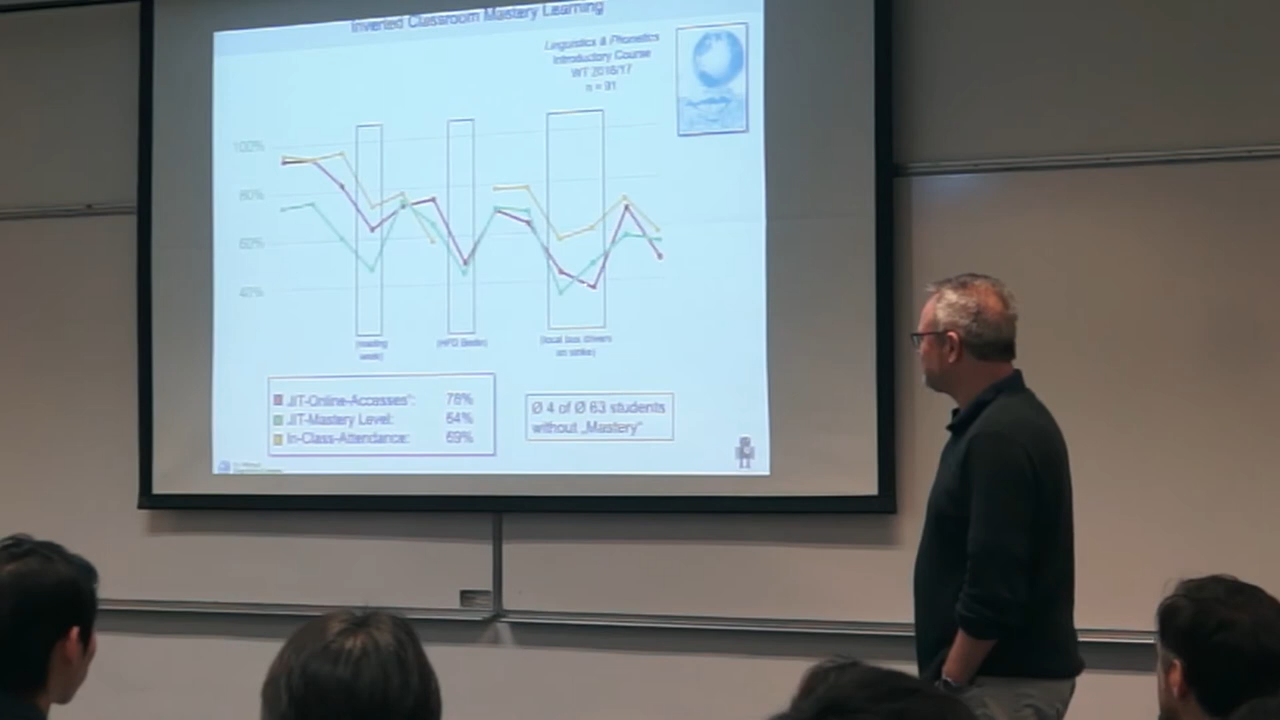 Inverted Classroom Mastery Learning
Linguistics & Phonetics
Introductory Course
WT 2016/17
n = 91
100%
80%
60%
40%
(reading
week)
(HPD Berlin)
(local bus drivers
on strike)
„JIT-Online-Accesses“: 78%
JIT-Mastery Level: 64%
In-Class-Attendance: 69%
Ø 4 of Ø 63 students
without „Mastery“